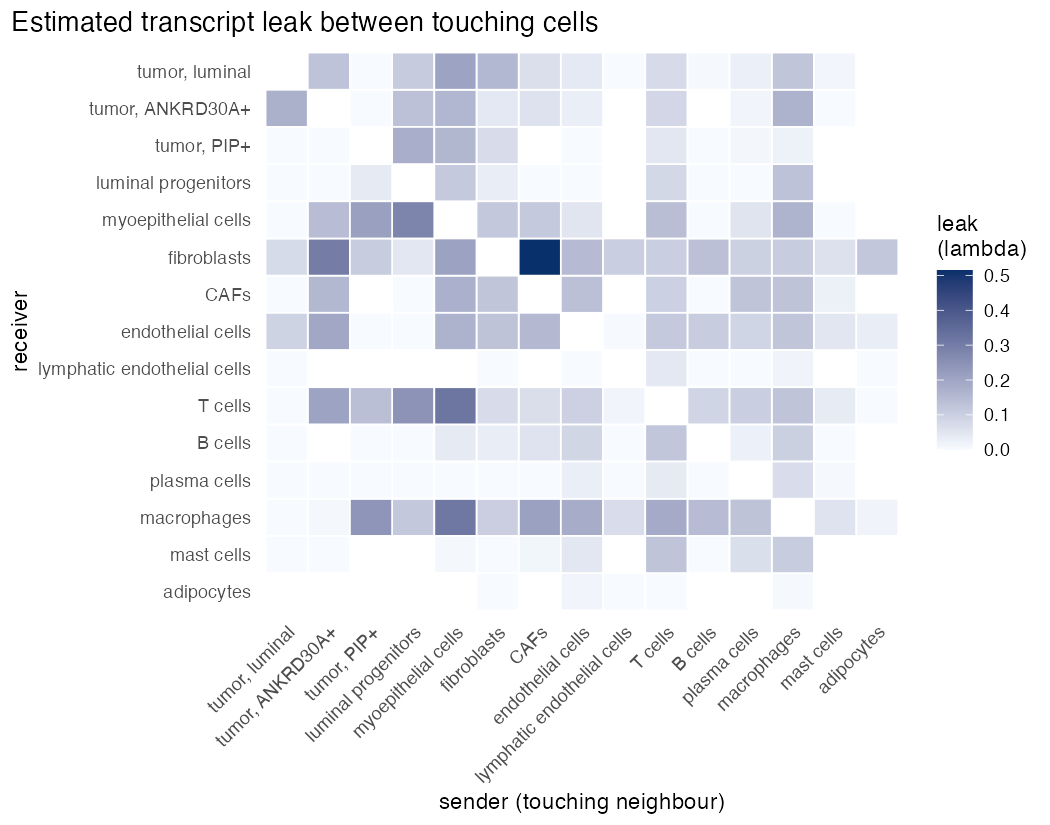 Estimated transcript leak between touching cells
receiver
tumor, luminal
tumor, ANKRD30A+
tumor, PIP+
luminal progenitors
myoepithelial cells
fibroblasts
CAFs
endothelial cells
lymphatic endothelial cells
T cells
B cells
plasma cells
macrophages
mast cells
adipocytes
tumor, luminal
tumor, ANKRD30A+
tumor, PIP+
luminal progenitors
myoepithelial cells
fibroblasts
CAFs
endothelial cells
lymphatic endothelial cells
T cells
B cells
plasma cells
macrophages
mast cells
adipocytes
sender (touching neighbour)
leak
(lambda)
0.5
0.4
0.3
0.2
0.1
0.0